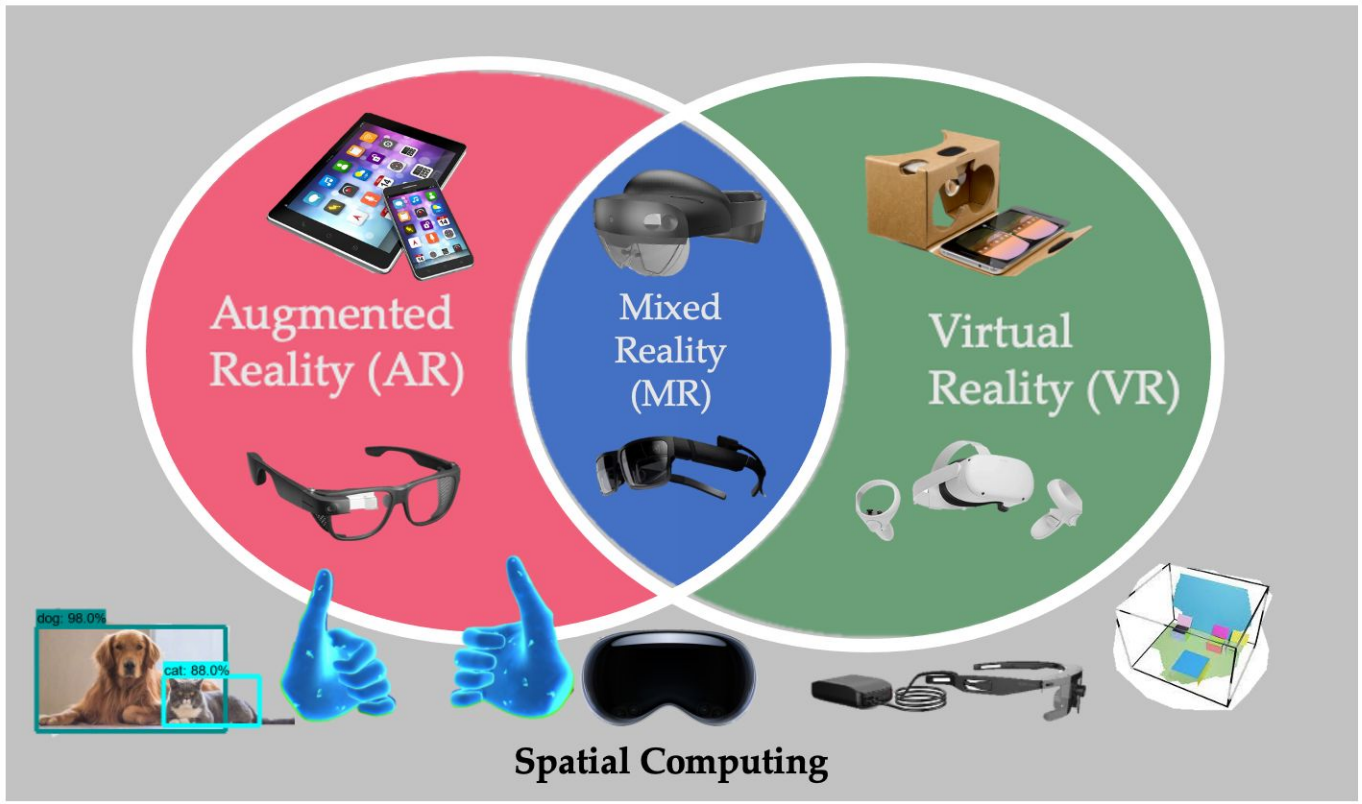 Augmented
Reality (AR)
Mixed
Reality
(MR)
Virtual
Reality (VR)
dog: 98.0%
cat: 88.0%
Spatial Computing